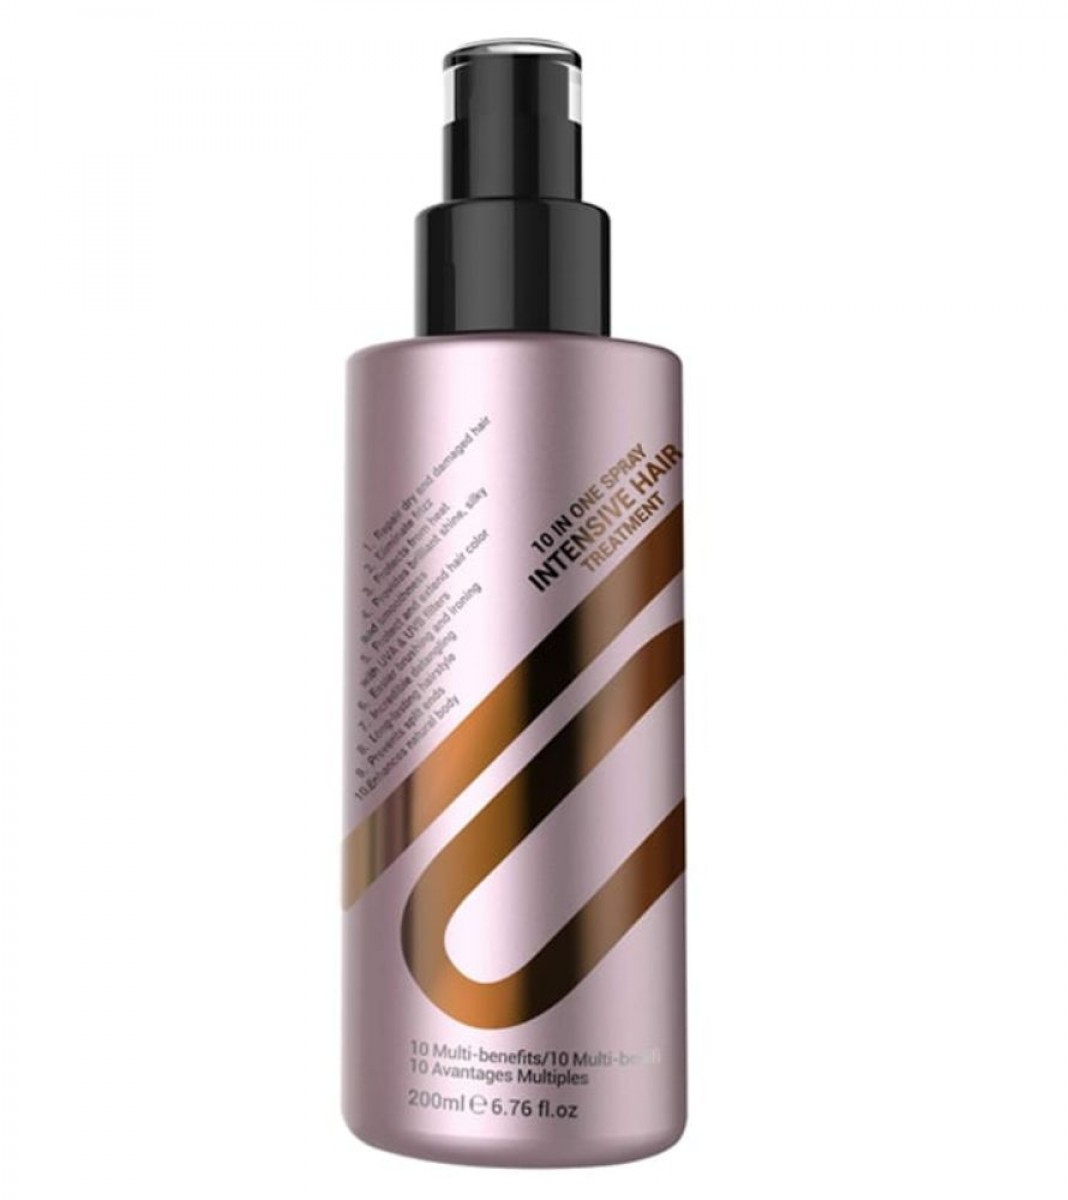 1. Repair dry and damaged hair
2. Eliminate frizz
3. Protects from heat
4. Provides brilliant shine, silky
and smoothness
5. Protect and extend hair color
with UVA & UVB filters
6. Easier brushing and ironing
7. Incredible detangling
8. Long-lasting hairstyle
9. Prevents split ends
10.Enhances natural body
10 IN ONE SPRAY
INTENSIVE HAIR
TREATMENT
10 Multi-benefits/10
10 Avantages Multiples
200ml ℮ 6.76 fl.oz